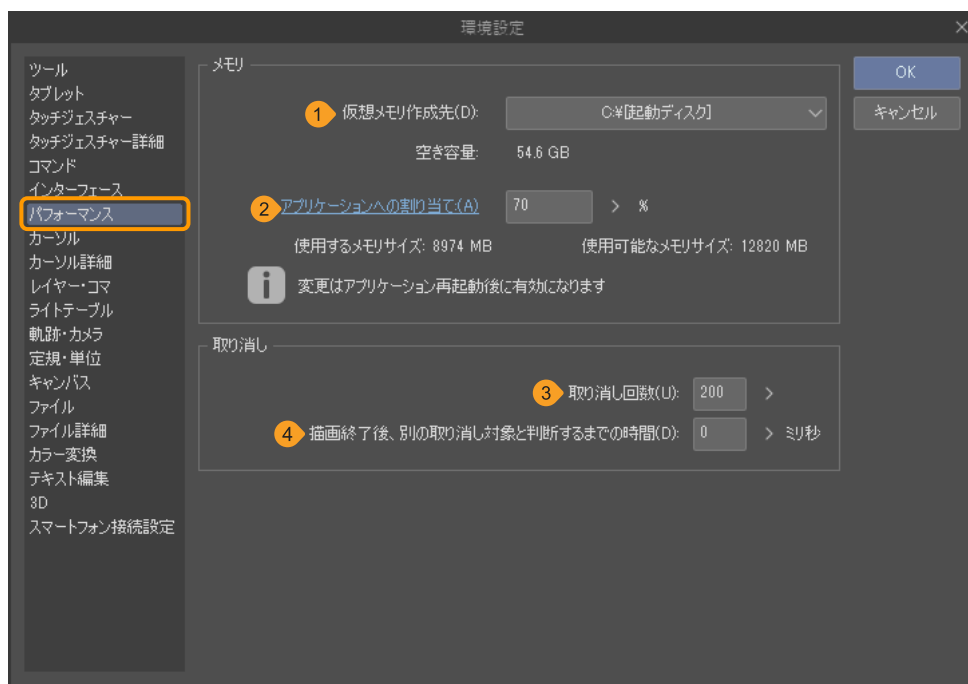 環境設定
ツール
タブレット
タッチジェスチャー
タッチジェスチャー詳細
コマンド
インターフェース
パフォーマンス
カーソル
カーソル詳細
レイヤー・コマ
ライトテーブル
軌跡・カメラ
定規・単位
キャンバス
ファイル
ファイル詳細
カラー変換
テキスト編集
3D
スマートフォン接続設定
メモリ
1 仮想メモリ作成先(D): C:¥[起動ディスク]
空き容量: 54.6 GB
2 アプリケーションへの割り当て:(A) 70 > %
使用するメモリサイズ: 8974 MB 使用可能なメモリサイズ: 12820 MB
i 変更はアプリケーション再起動後に有効になります
取り消し
3 取り消し回数(U): 200 >
4 描画終了後、別の取り消し対象と判断するまでの時間(D): 0 > ミリ秒
OK
キャンセル